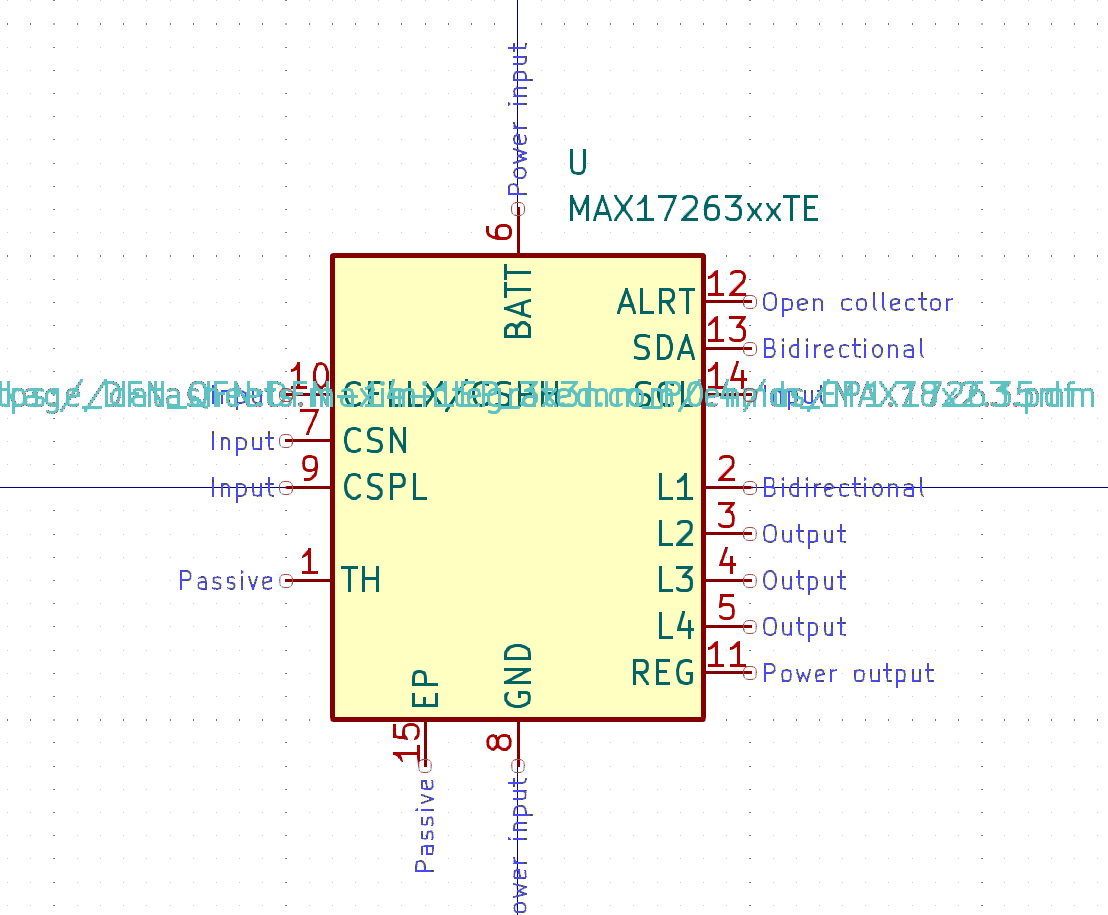 Power input
U
MAX17263xxTE
6
BATT
ALRT 12 Open collector
SDA 13 Bidirectional
Input 10 CELLX/CSPH SCL 14 Input
Input 7 CSN
Input 9 CSPL L1 2 Bidirectional
L2 3 Output
Passive 1 TH L3 4 Output
L4 5 Output
REG 11 Power output
EP GND
15 8
Passive ower input